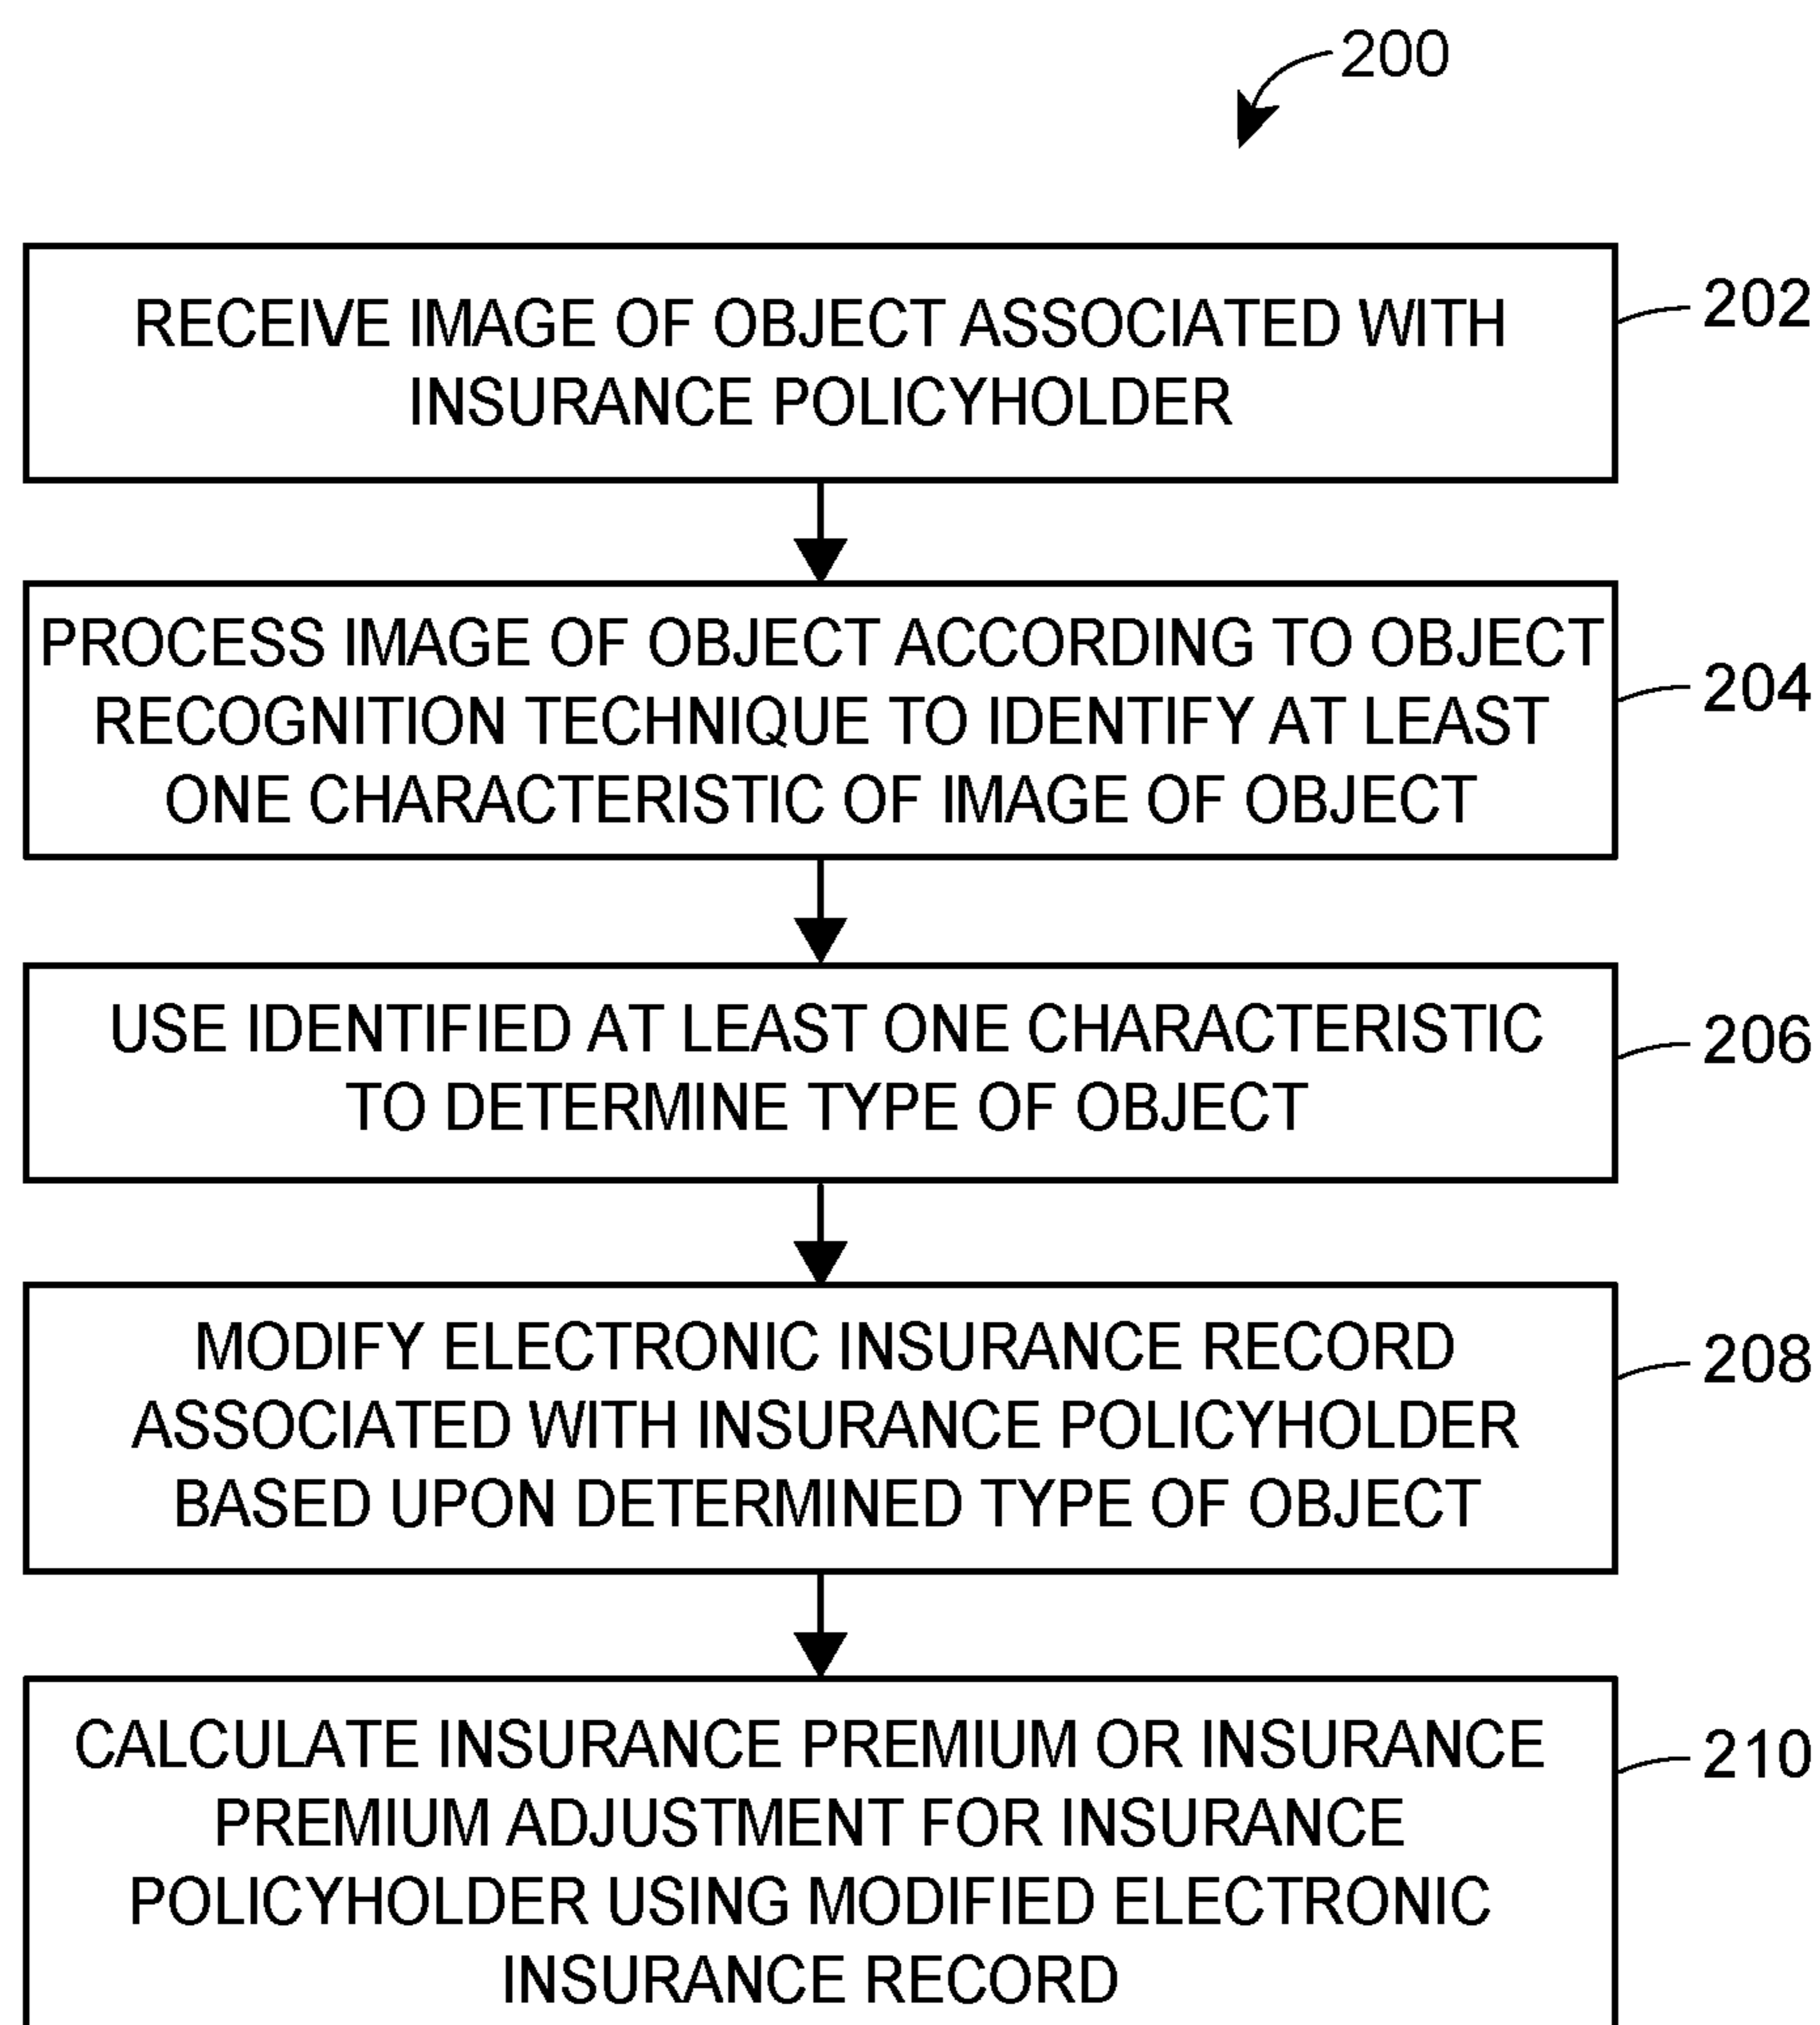 200
RECEIVE IMAGE OF OBJECT ASSOCIATED WITH
INSURANCE POLICYHOLDER
202
PROCESS IMAGE OF OBJECT ACCORDING TO OBJECT
RECOGNITION TECHNIQUE TO IDENTIFY AT LEAST
ONE CHARACTERISTIC OF IMAGE OF OBJECT
204
USE IDENTIFIED AT LEAST ONE CHARACTERISTIC
TO DETERMINE TYPE OF OBJECT
206
MODIFY ELECTRONIC INSURANCE RECORD
ASSOCIATED WITH INSURANCE POLICYHOLDER
BASED UPON DETERMINED TYPE OF OBJECT
208
CALCULATE INSURANCE PREMIUM OR INSURANCE
PREMIUM ADJUSTMENT FOR INSURANCE
POLICYHOLDER USING MODIFIED ELECTRONIC
INSURANCE RECORD
210